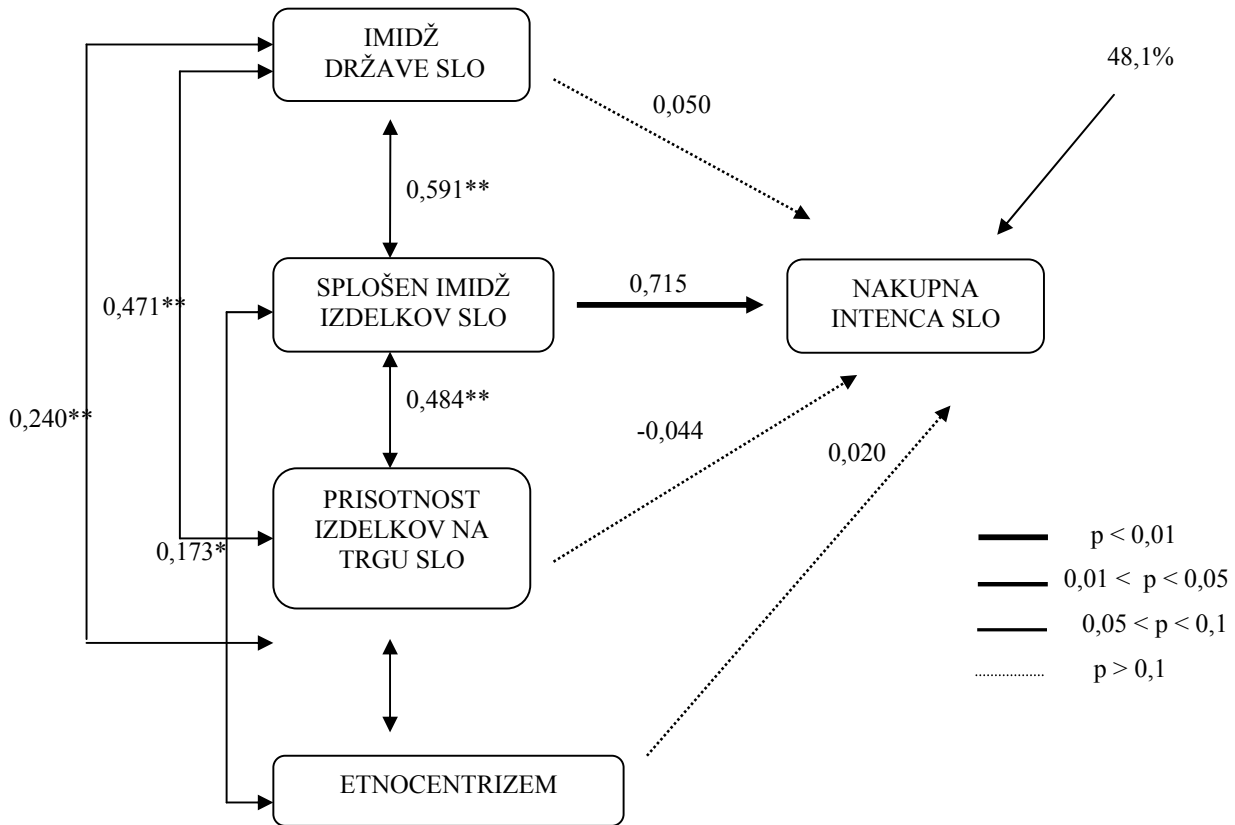 IMIDŽ
DRŽAVE SLO
48,1%
0,050
0,591**
SPLOŠEN IMIDŽ
IZDELKOV SLO
0,715
NAKUPNA
INTENCA SLO
0,471**
0,240**
0,484**
-0,044
0,020
PRISOTNOST
IZDELKOV NA
TRGU SLO
0,173*
p < 0,01
0,01 < p < 0,05
0,05 < p < 0,1
p > 0,1
ETNOCENTRIZEM